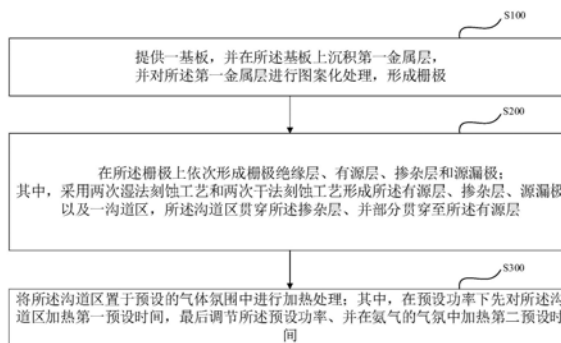 S100
提供一基板，并在所述基板上沉积第一金属层，
并对所述第一金属层进行图案化处理，形成栅极
S200
在所述栅极上依次形成栅极绝缘层、有源层、掺杂层和源漏极；
其中，采用两次湿法刻蚀工艺和两次干法刻蚀工艺形成所述有源层、掺杂层、源漏极
以及一沟道区，所述沟道区贯穿所述掺杂层、并部分贯穿至所述有源层
S300
将所述沟道区置于预设的气体氛围中进行加热处理；其中，在预设功率下先对所述沟
道区加热第一预设时间，最后调节所述预设功率、并在氨气的气氛中加热第二预设时
间